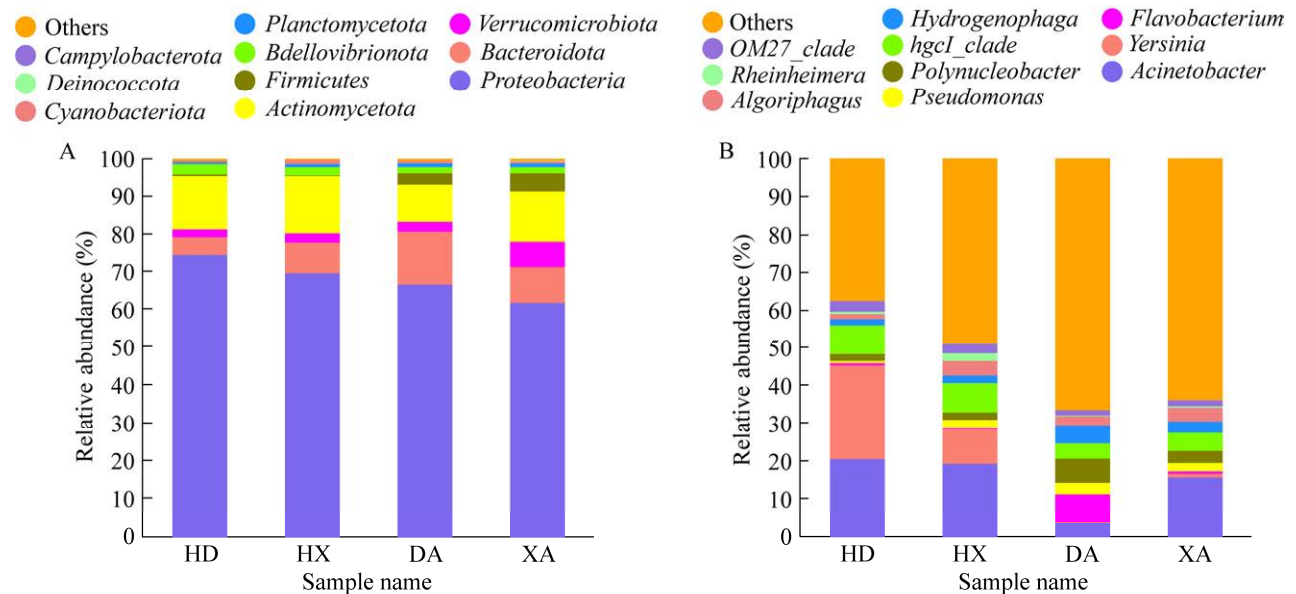 Others
Campylobacterota
Deinococcota
Cyanobacteriota
Planctomycetota
Bdellovibrionota
Firmicutes
Actinomycetota
Verrucomicrobiota
Bacteroidota
Proteobacteria
A
Relative abundance (%)
100
90
80
70
60
50
40
30
20
10
0
HD HX DA XA
Sample name
Others
OM27_clade
Rheinheimera
Algoriphagus
Hydrogenophaga
hgcI_clade
Polynucleobacter
Pseudomonas
Flavobacterium
Yersinia
Acinetobacter
B
Relative abundance (%)
100
90
80
70
60
50
40
30
20
10
0
HD HX DA XA
Sample name